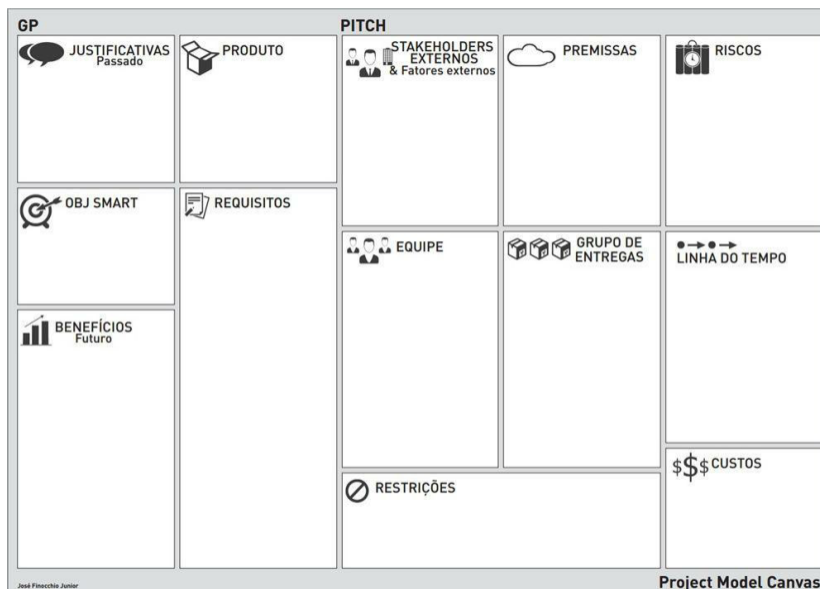 GP
PITCH
JUSTIFICATIVAS
Passado
PRODUTO
STAKEHOLDERS
EXTERNOS
& Fatores externos
PREMISSAS
RISCOS
OBJ SMART
REQUISITOS
EQUIPE
GRUPO DE
ENTREGAS
LINHA DO TEMPO
BENEFÍCIOS
Futuro
$$$ CUSTOS
RESTRIÇÕES
José Finocchio Junior
Project Model Canvas